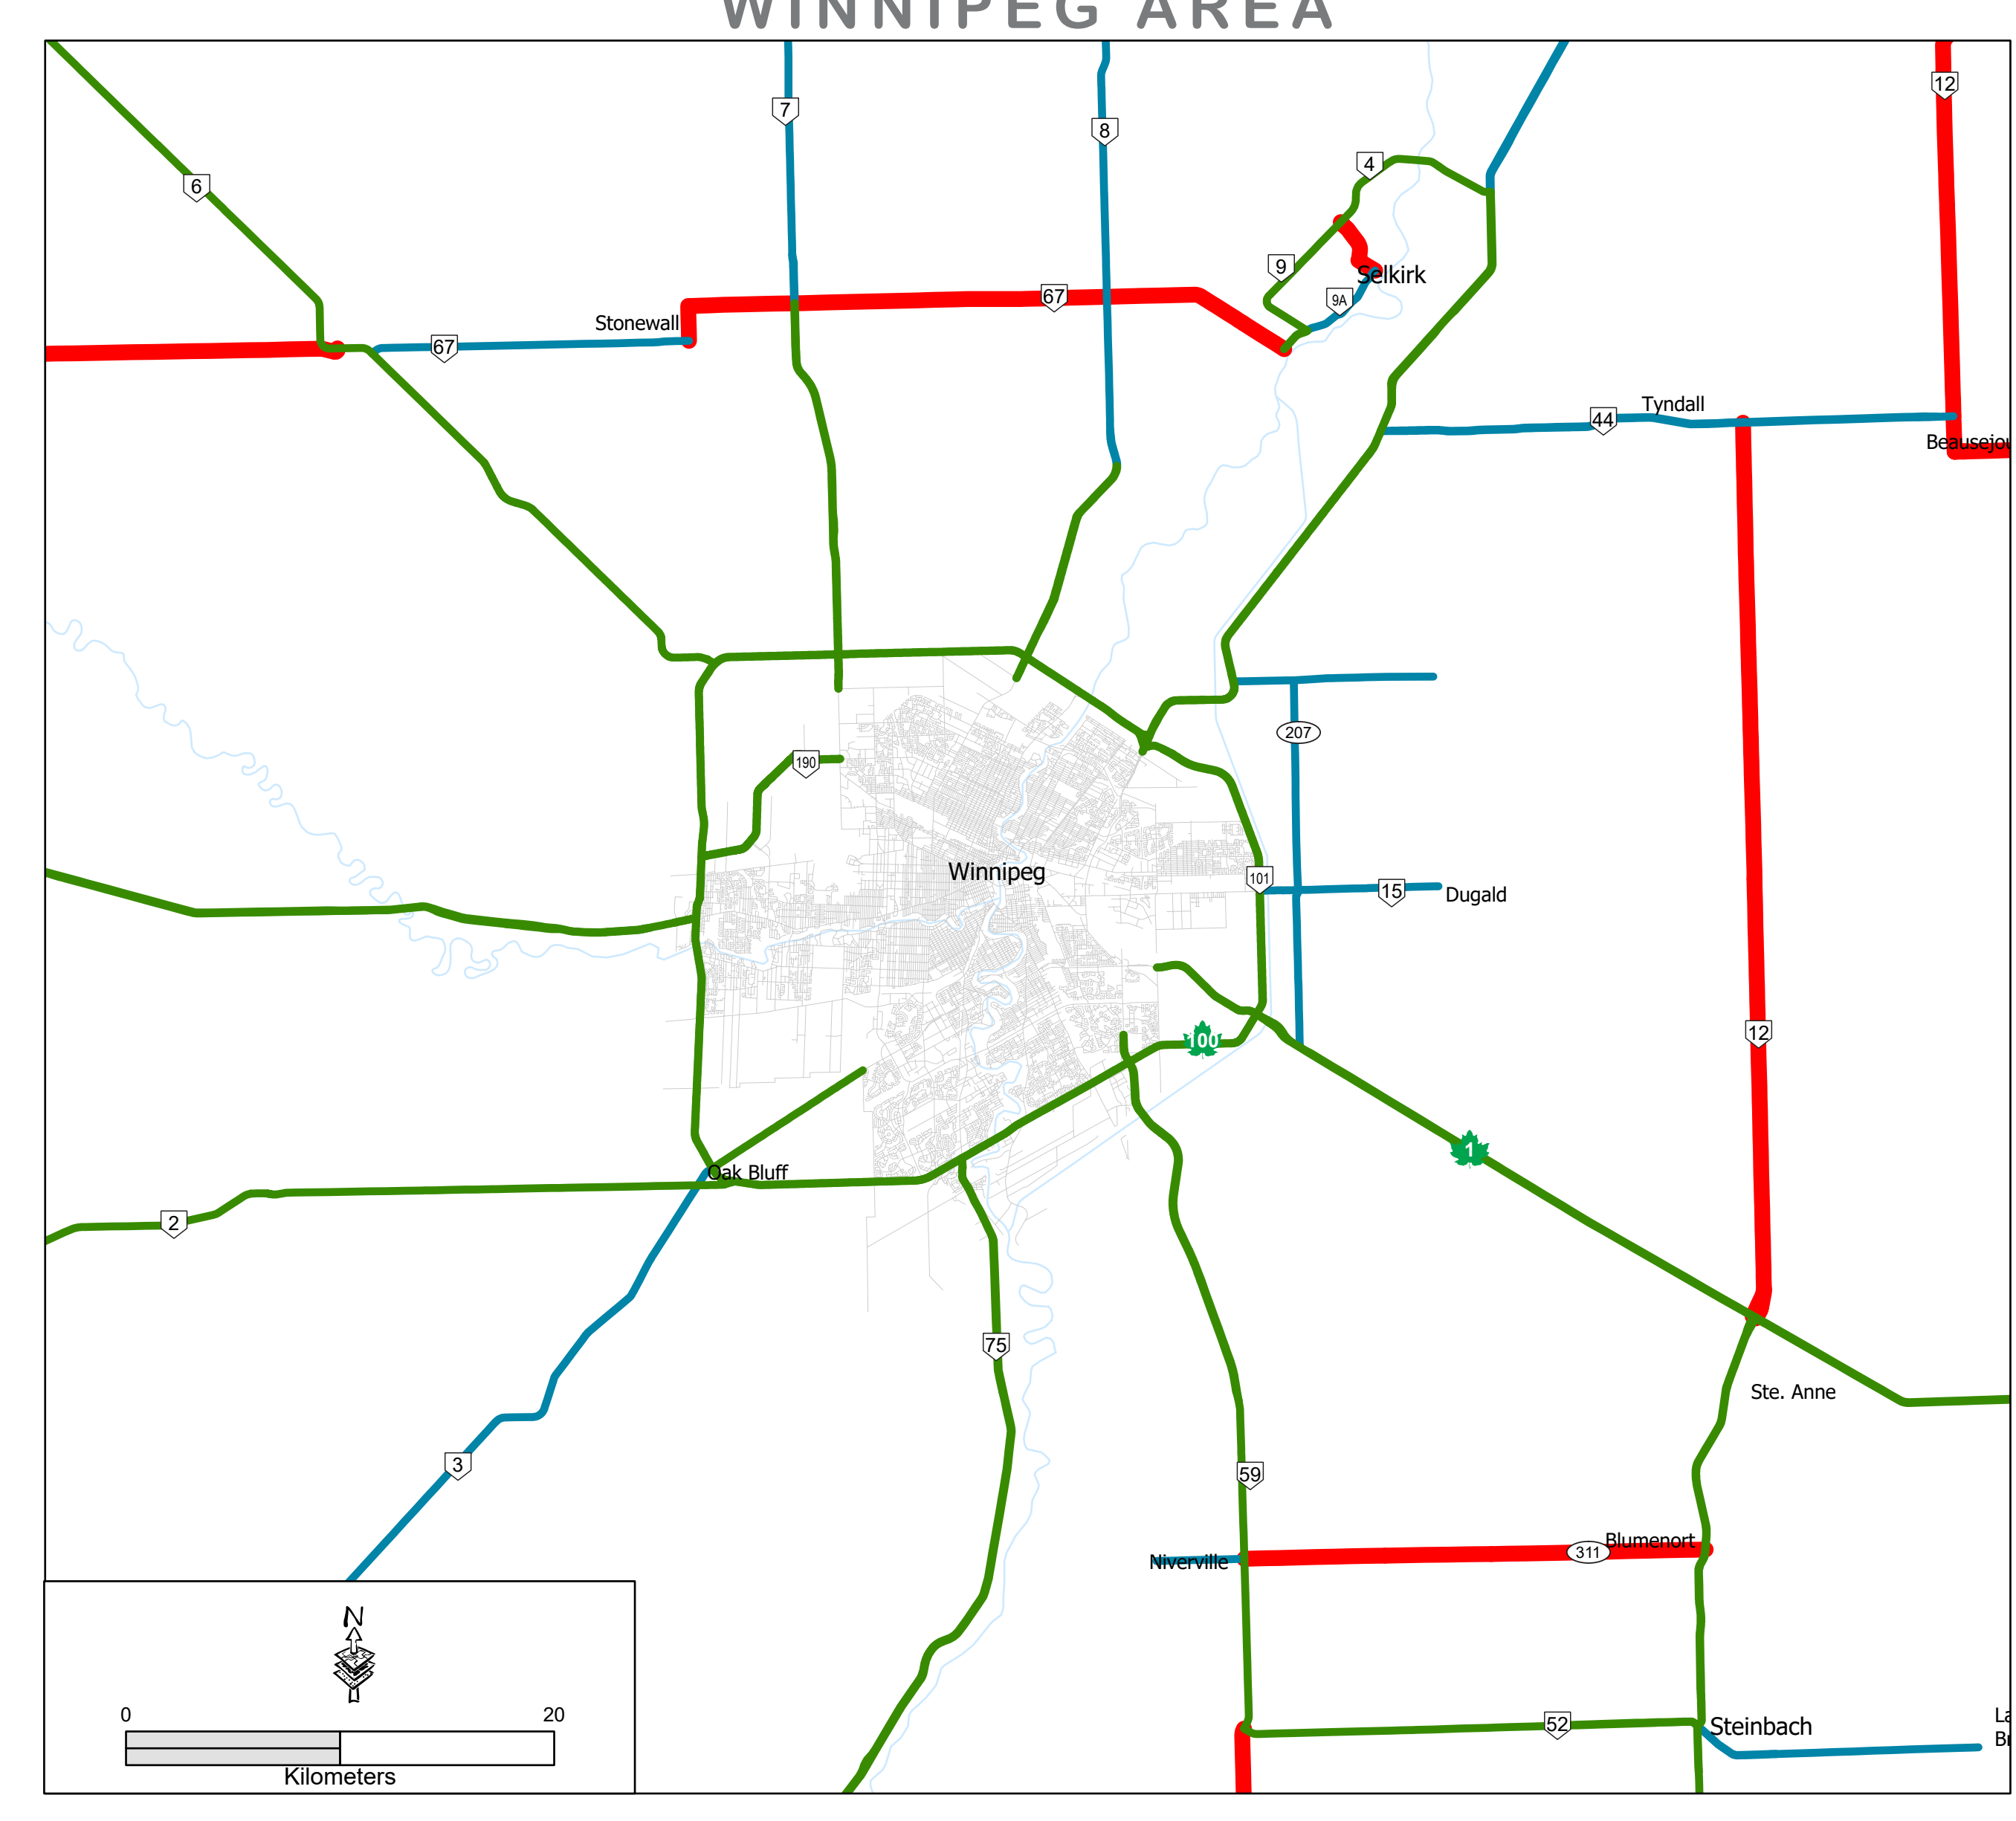 WINNIPEG AREA
12
7
8
4
6
9
Selkirk
9A
67
Stonewall
67
Tyndall
44
207
190
Winnipeg
101
15
Dugald
12
100
1
Oak Bluff
2
75
Ste. Anne
3
59
Blumenort
311
Niverville
N
0
20
Kilometers
52
Steinbach